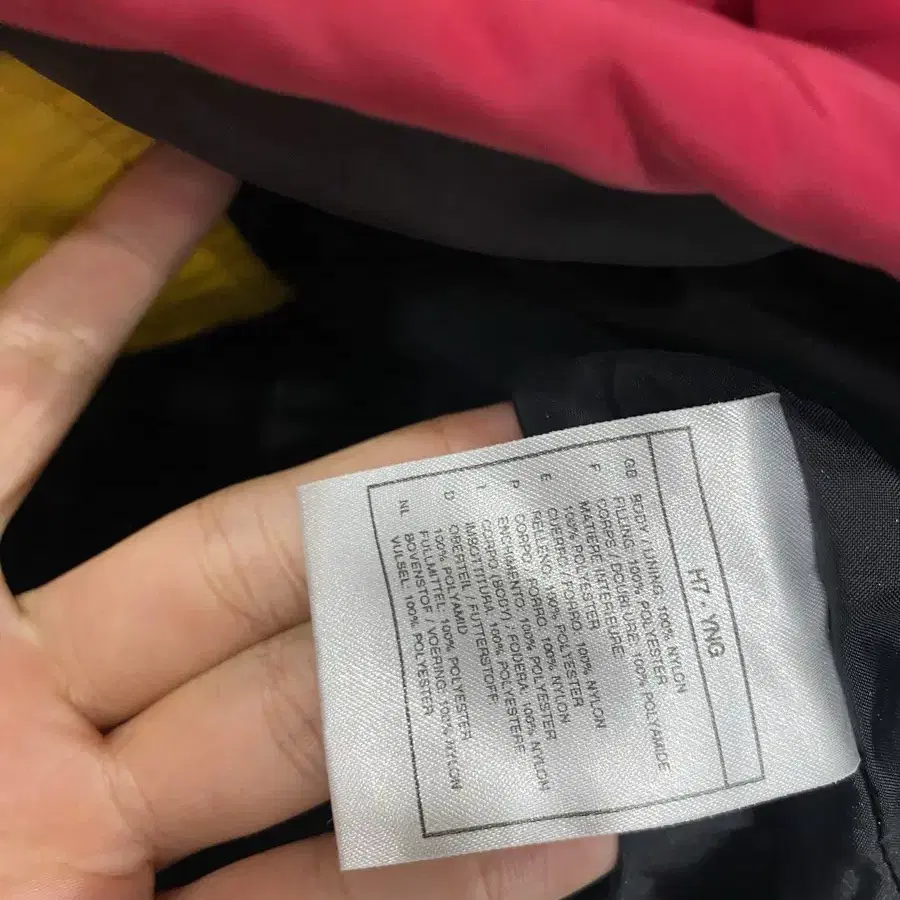 H7 - YNG
GB BODY / LINING: 100% NYLON
FILLING: 100% POLYESTER
F CORPS / DOUBLURE: 100% POLYAMIDE
MATIERE INTERIEURE:
100% POLYESTER
E CUERPO / FORRO: 100% NYLON
RELLENO: 100% POLYESTER
P CORPO / FORRO: 100% NYLON
ENCHIMENTO: 100% POLYESTER
I CORPO (BODY) / FODERA: 100% NYLON
IMBOTTITURA: 100% POLYESTERE
D OBERTEIL / FUTTERSTOFF:
100% POLYAMID
FULLMITTEL: 100% POLYESTER
NL BOVENSTOF / VOERING: 100% NYLON
VULSEL: 100% POLYESTER